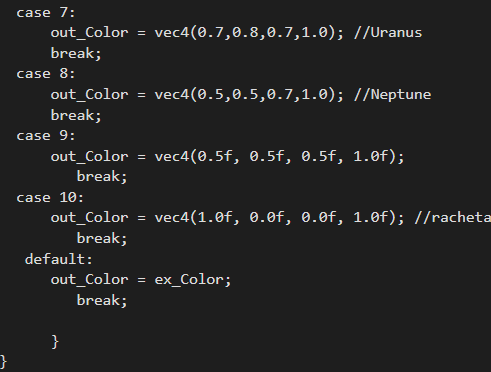 case 7:
out_Color = vec4(0.7,0.8,0.7,1.0); //Uranus
break;
case 8:
out_Color = vec4(0.5,0.5,0.7,1.0); //Neptune
break;
case 9:
out_Color = vec4(0.5f, 0.5f, 0.5f, 1.0f);
break;
case 10:
out_Color = vec4(1.0f, 0.0f, 0.0f, 1.0f); //racheta
break;
default:
out_Color = ex_Color;
break;
}
}